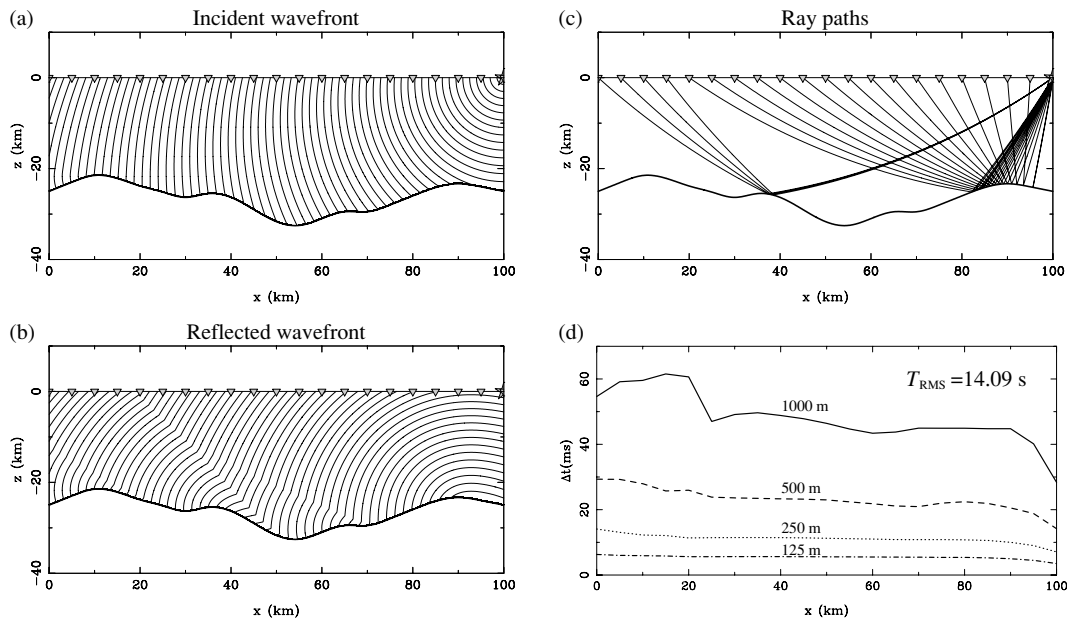 (a) Incident wavefront
0
−20
−40
z (km)
0 20 40 60 80 100
x (km)
(c) Ray paths
0
−20
−40
z (km)
0 20 40 60 80 100
x (km)
(b) Reflected wavefront
0
−20
−40
z (km)
0 20 40 60 80 100
x (km)
(d)
TRMS =14.09 s
60
40
20
0
Δt(ms)
1000 m
500 m
250 m
125 m
0 20 40 60 80 100
x (km)